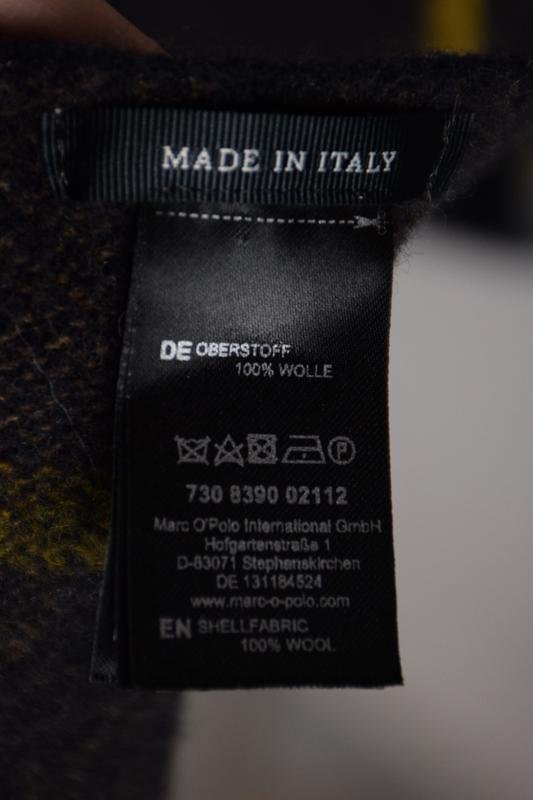 MADE IN ITALY
DE OBERSTOFF
100% WOLLE
730 8390 02112
Marc O'Polo International GmbH
Hofgartenstraße 1
D-83071 Stephanskirchen
DE 131184524
www.marc-o-polo.com
EN SHELLFABRIC
100% WOOL